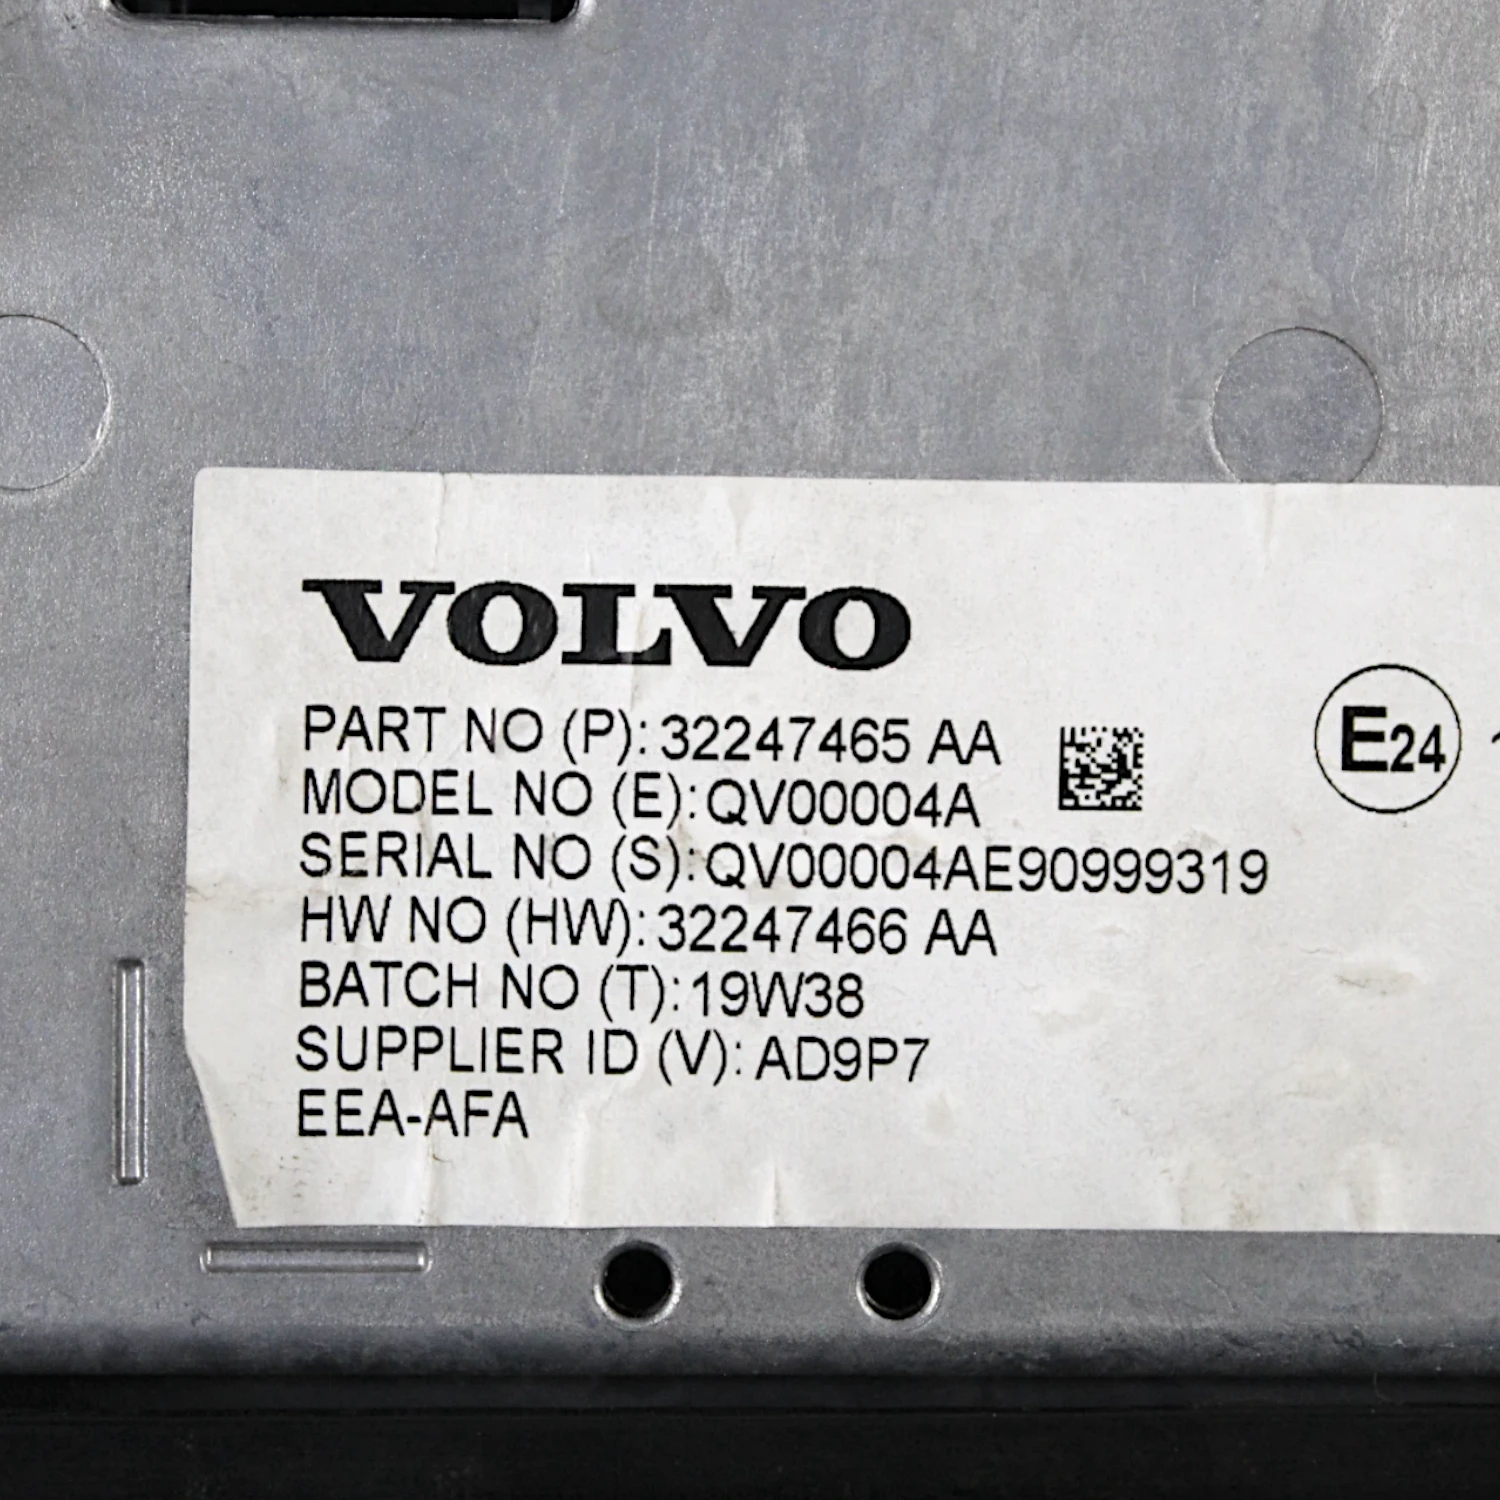 VOLVO
PART NO (P): 32247465 AA
MODEL NO (E): QV00004A
SERIAL NO (S): QV00004AE90999319
HW NO (HW): 32247466 AA
BATCH NO (T): 19W38
SUPPLIER ID (V): AD9P7
EEA-AFA
E24